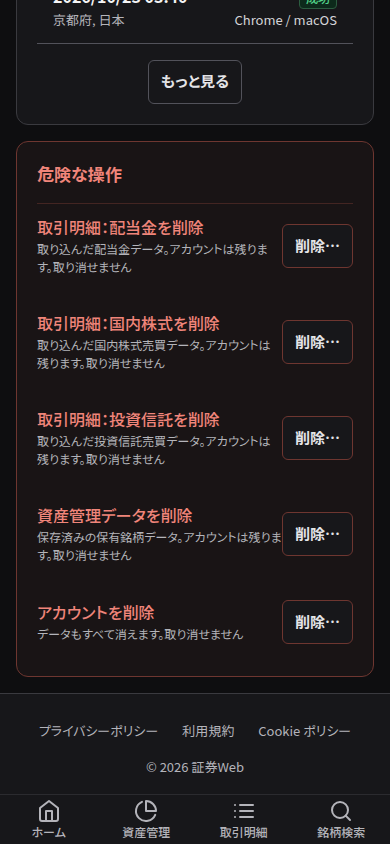 京都府, 日本
成功
Chrome / macOS
もっと見る
危険な操作
取引明細：配当金を削除
取り込んだ配当金データ。アカウントは残りま
す。取り消せません
削除…
取引明細：国内株式を削除
取り込んだ国内株式売買データ。アカウントは
残ります。取り消せません
削除…
取引明細：投資信託を削除
取り込んだ投資信託売買データ。アカウントは
残ります。取り消せません
削除…
資産管理データを削除
保存済みの保有銘柄データ。アカウントは残りま
す。取り消せません
削除…
アカウントを削除
データもすべて消えます。取り消せません
削除…
プライバシーポリシー 利用規約 Cookie ポリシー
© 2026 証券Web
ホーム 資産管理 取引明細 銘柄検索